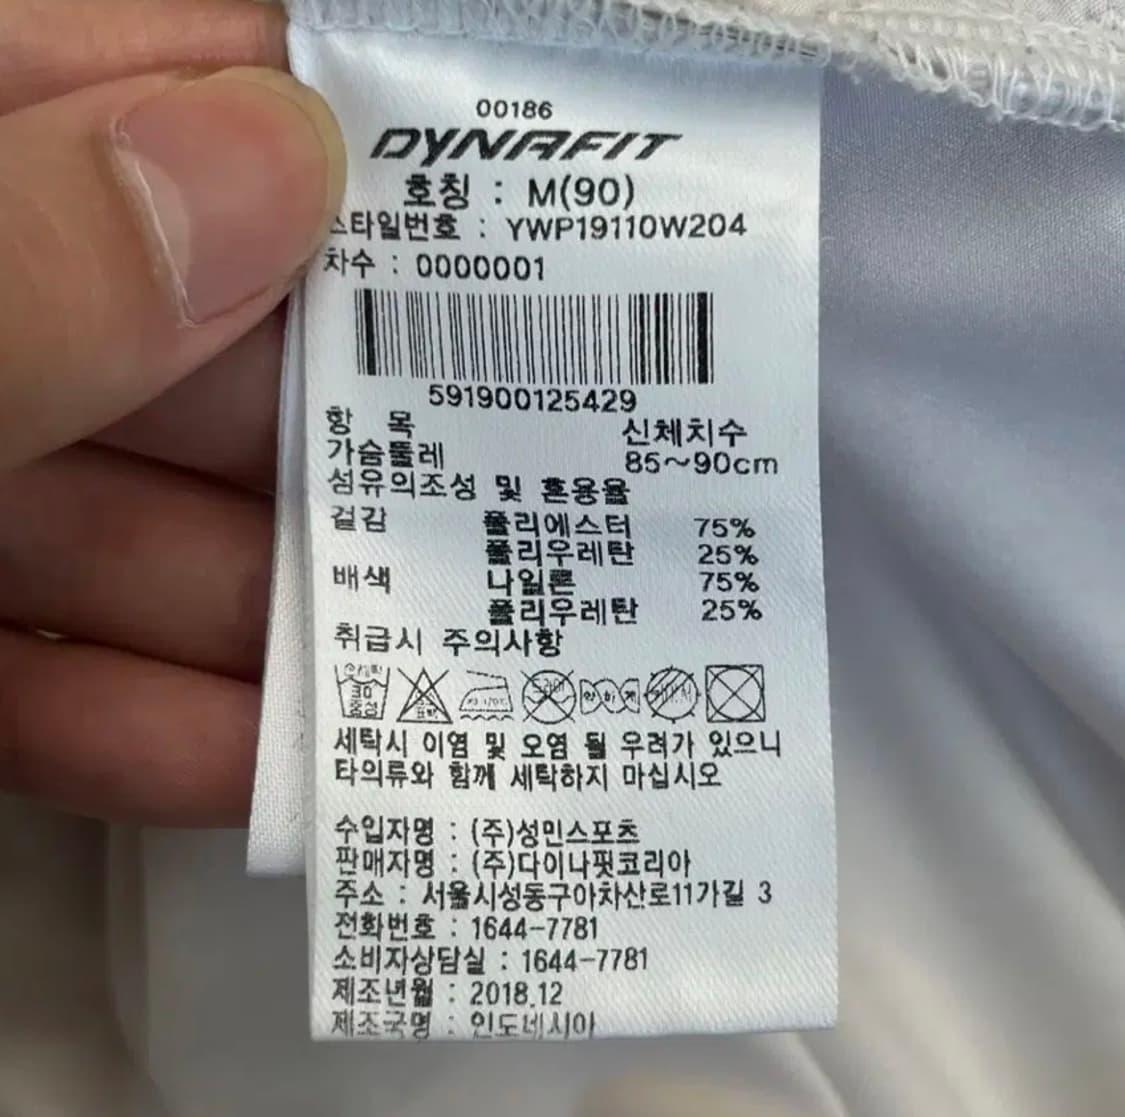 00186
DYNAFIT
호칭 : M(90)
스타일번호 : YWP19110W204
차수 : 0000001
591900125429
항 목 신체치수
가슴둘레 85~90cm
섬유의조성 및 혼용율
겉감 폴리에스터 75%
폴리우레탄 25%
배색 나일론 75%
폴리우레탄 25%
취급시 주의사항
30 중성
세탁시 이염 및 오염 될 우려가 있으니
타의류와 함께 세탁하지 마십시오
수입자명 : (주)성민스포츠
판매자명 : (주)다이나핏코리아
주소 : 서울시성동구아차산로11가길 3
전화번호 : 1644-7781
소비자상담실 : 1644-7781
제조년월 : 2018.12
제조국명 : 인도네시아